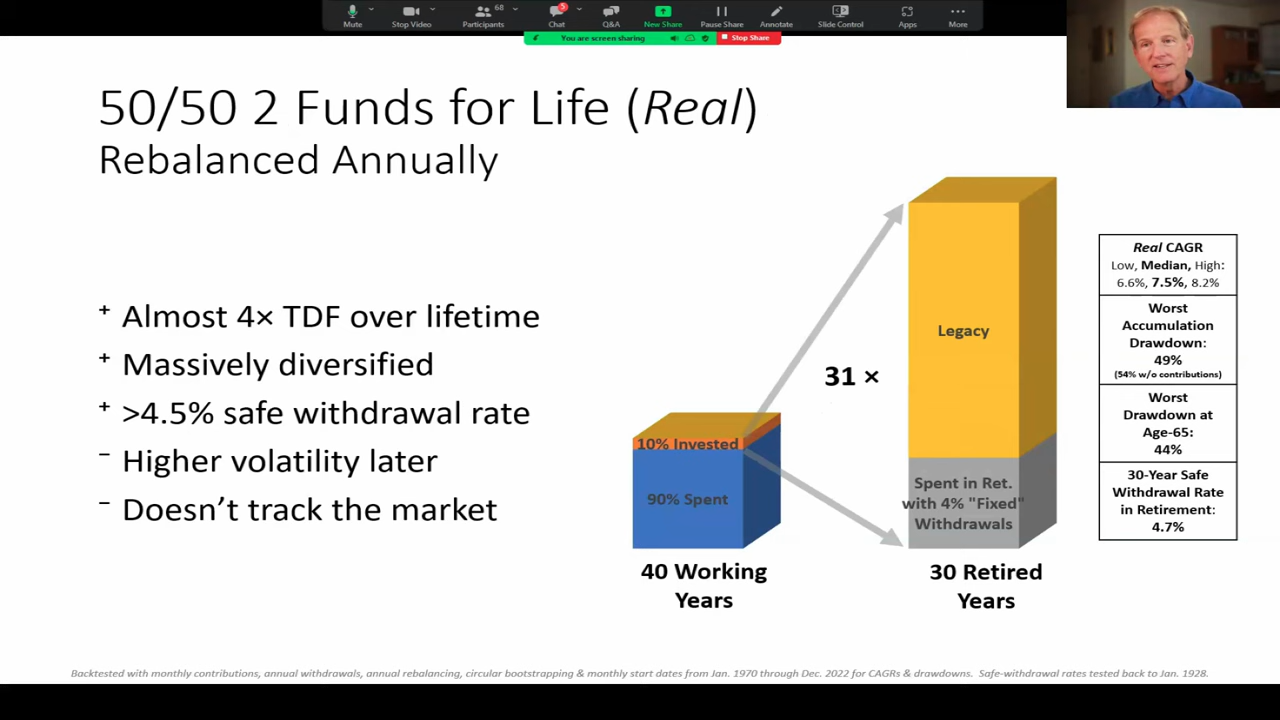 68
5
Mute
Stop Video
Participants
Chat
Q&A
New Share
Pause Share
Annotate
Slide Control
Apps
More
You are screen sharing
Stop Share
50/50 2 Funds for Life (Real)
Rebalanced Annually
+ Almost 4× TDF over lifetime
+ Massively diversified
+ >4.5% safe withdrawal rate
− Higher volatility later
− Doesn’t track the market
10% Invested
90% Spent
40 Working
Years
31 ×
Legacy
Spent in Ret.
with 4% "Fixed"
Withdrawals
30 Retired
Years
Real CAGR
Low, Median, High:
6.6%, 7.5%, 8.2%
Worst
Accumulation
Drawdown:
49%
(54% w/o contributions)
Worst
Drawdown at
Age-65:
44%
30-Year Safe
Withdrawal Rate
in Retirement:
4.7%
Backtested with monthly contributions, annual withdrawals, annual rebalancing, circular bootstrapping & monthly start dates from Jan. 1970 through Dec. 2022 for CAGRs & drawdowns. Safe-withdrawal rates tested back to Jan. 1928.